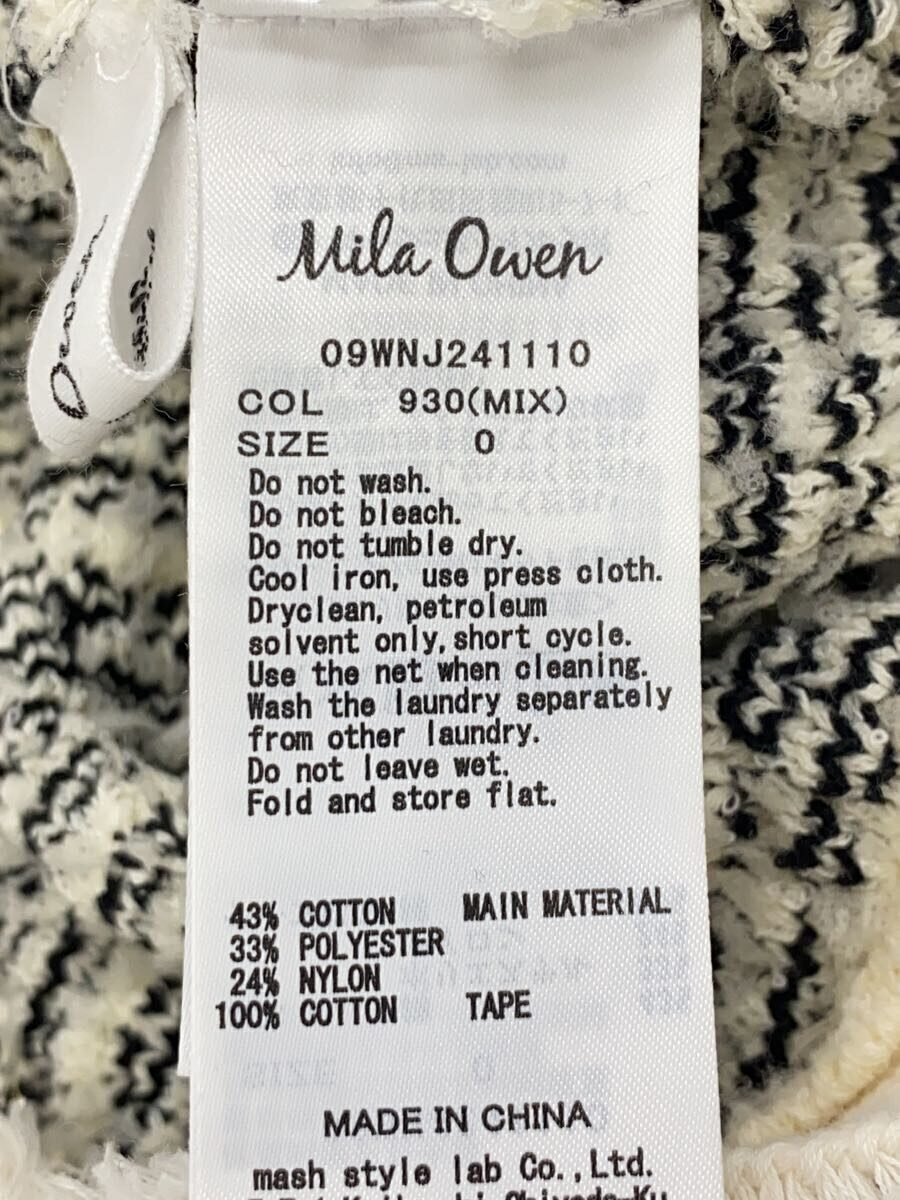 Mila Owen
09WNJ241110
COL 930(MIX)
SIZE 0
Do not wash.
Do not bleach.
Do not tumble dry.
Cool iron, use press cloth.
Dryclean, petroleum
solvent only,short cycle.
Use the net when cleaning.
Wash the laundry separately
from other laundry.
Do not leave wet.
Fold and store flat.
43% COTTON MAIN MATERIAL
33% POLYESTER
24% NYLON
100% COTTON TAPE
MADE IN CHINA
mash style lab Co.,Ltd.
Owen